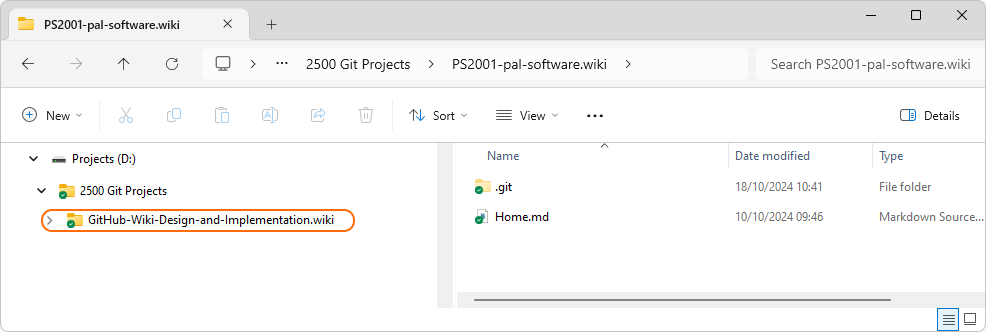 PS2001-pal-software.wiki
2500 Git Projects > PS2001-pal-software.wiki >
Search PS2001-pal-software.wiki
New
Sort
View
Details
Projects (D:)
2500 Git Projects
GitHub-Wiki-Design-and-Implementation.wiki
Name Date modified Type
.git 18/10/2024 10:41 File folder
Home.md 10/10/2024 09:46 Markdown Source...